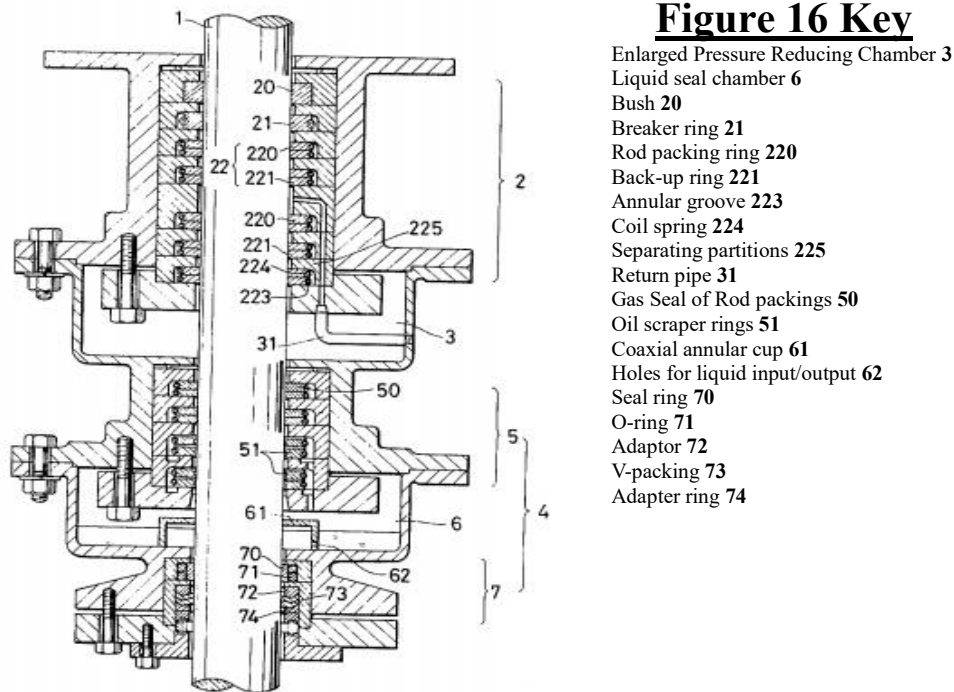 Figure 16 Key
Enlarged Pressure Reducing Chamber 3
Liquid seal chamber 6
Bush 20
Breaker ring 21
Rod packing ring 220
Back-up ring 221
Annular groove 223
Coil spring 224
Separating partitions 225
Return pipe 31
Gas Seal of Rod packings 50
Oil scraper rings 51
Coaxial annular cup 61
Holes for liquid input/output 62
Seal ring 70
O-ring 71
Adaptor 72
V-packing 73
Adapter ring 74
1
20
21
22
220
221
2
220
225
221
224
223
3
31
50
5
51
4
61
6
70
62
71
7
72
73
74